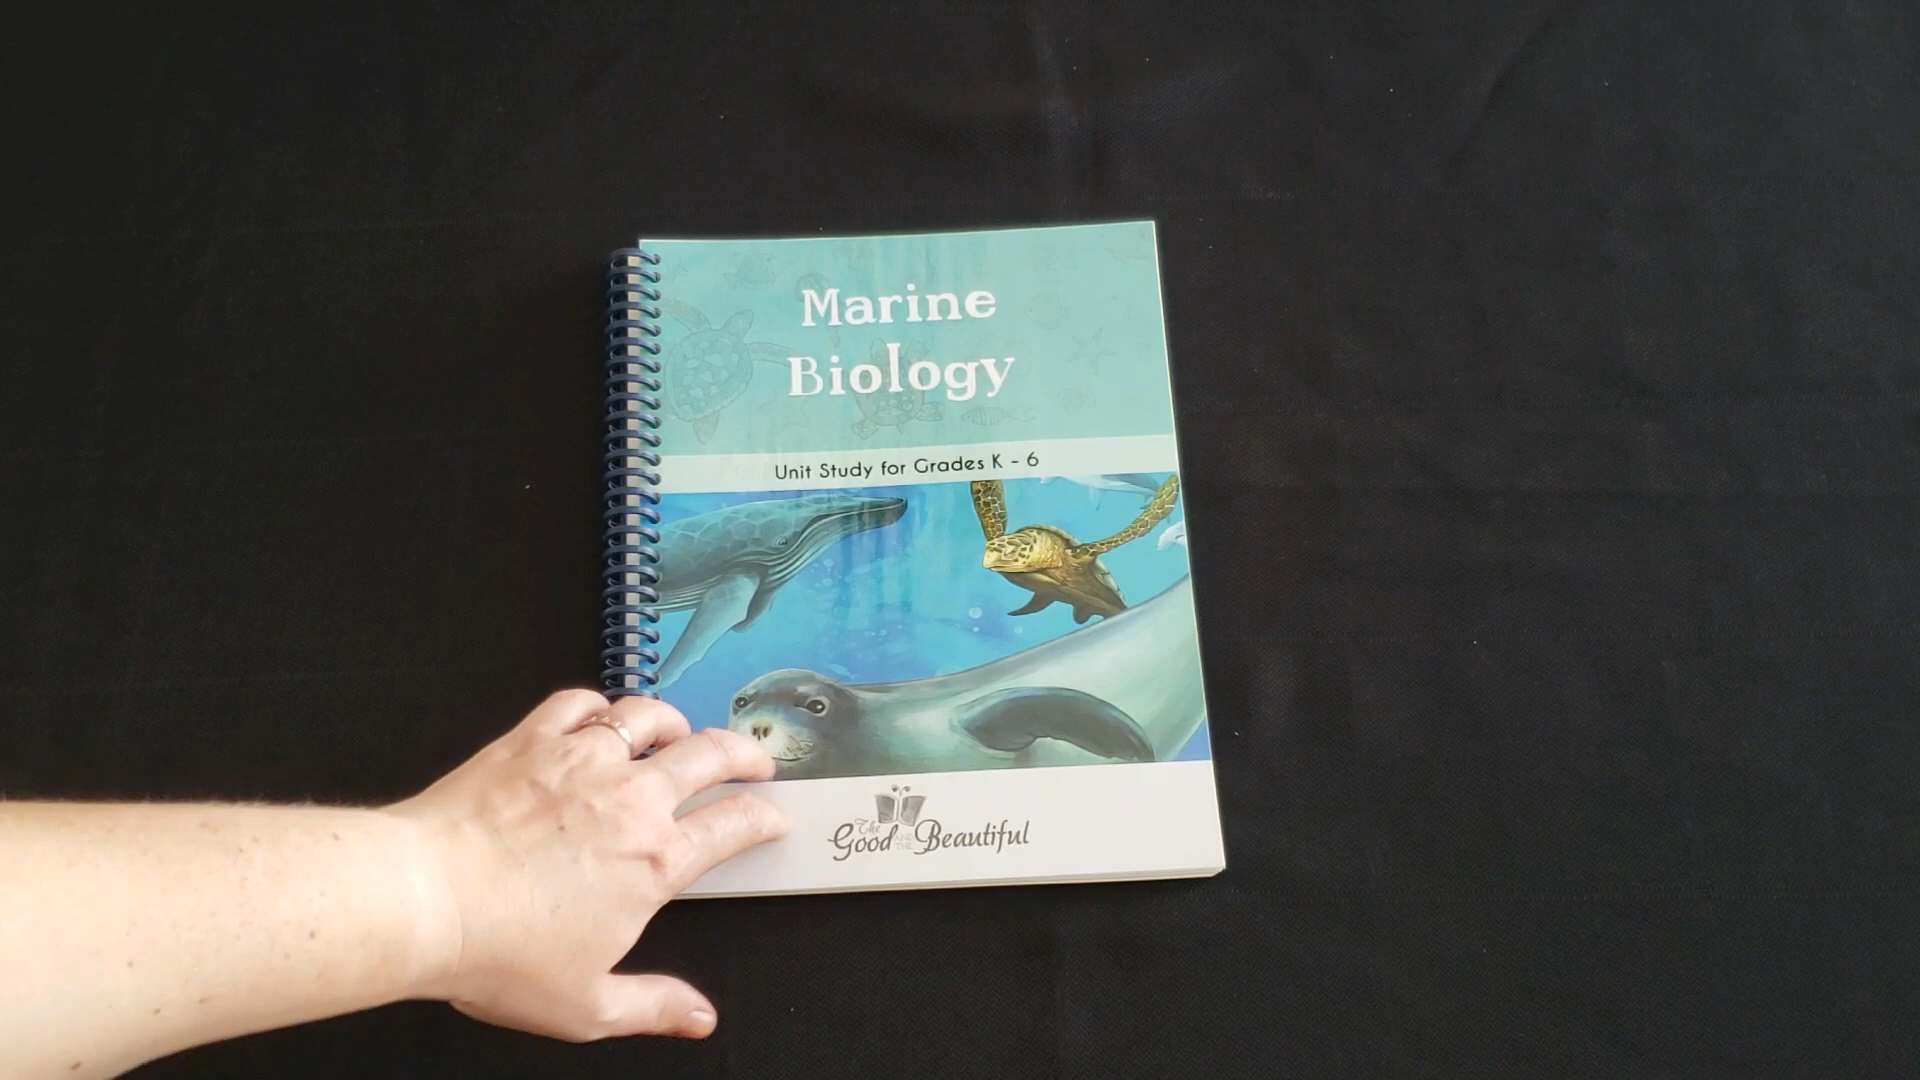 Marine
Biology
Unit Study for Grades K - 6
The
Good AND THE Beautiful